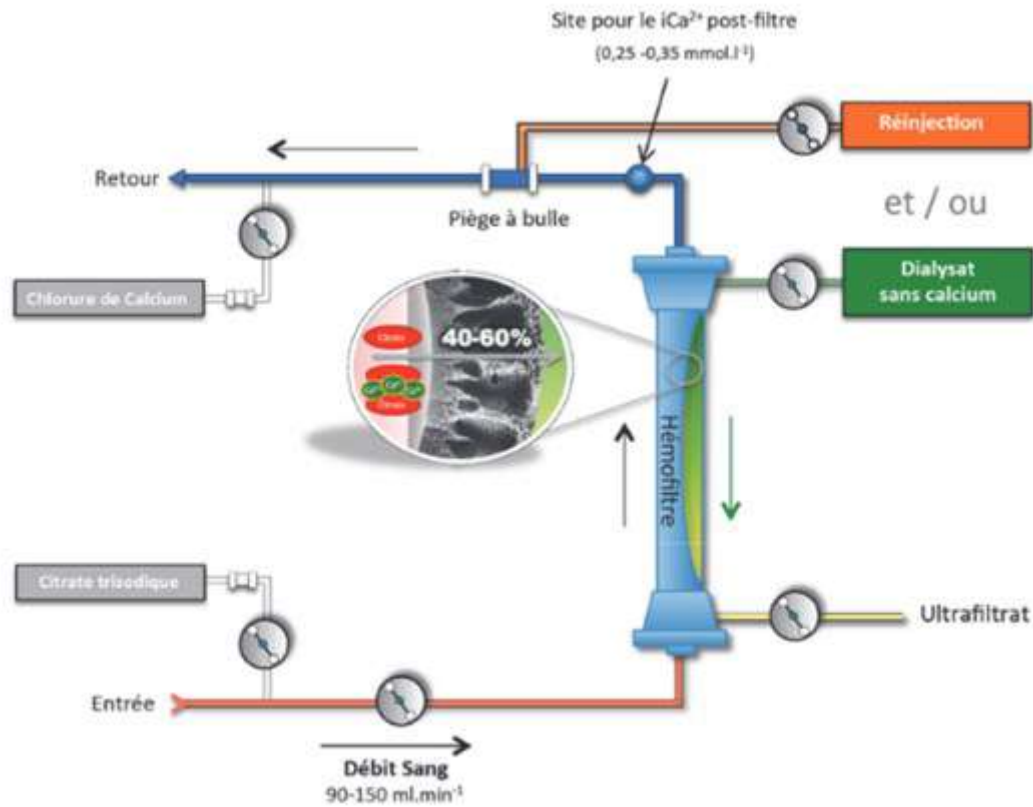 Site pour le iCa²⁺ post-filtre
(0,25 -0,35 mmol.l⁻¹)
Réinjection
Retour
et / ou
Piège à bulle
Dialysat
sans calcium
Chlorure de Calcium
40-60%
Hémofiltre
Citrate trisodique
Ultrafiltrat
Entrée
Débit Sang
90-150 ml.min⁻¹